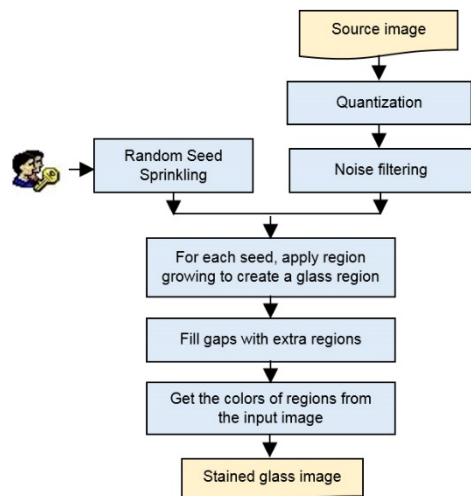 Source image
Quantization
Random Seed
Sprinkling
Noise filtering
For each seed, apply region
growing to create a glass region
Fill gaps with extra regions
Get the colors of regions from
the input image
Stained glass image